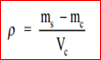 ρ = (mₛ − m꜀) / V꜀